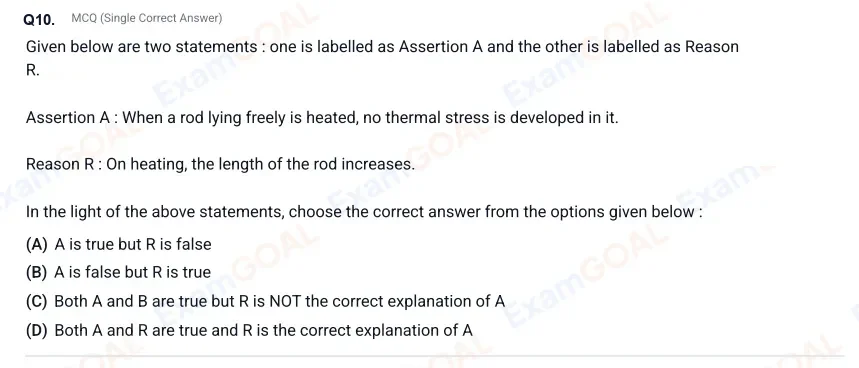 Q10. MCQ (Single Correct Answer)
Given below are two statements : one is labelled as Assertion A and the other is labelled as Reason
R.
Assertion A : When a rod lying freely is heated, no thermal stress is developed in it.
Reason R : On heating, the length of the rod increases.
In the light of the above statements, choose the correct answer from the options given below :
(A) A is true but R is false
(B) A is false but R is true
(C) Both A and B are true but R is NOT the correct explanation of A
(D) Both A and R are true and R is the correct explanation of A